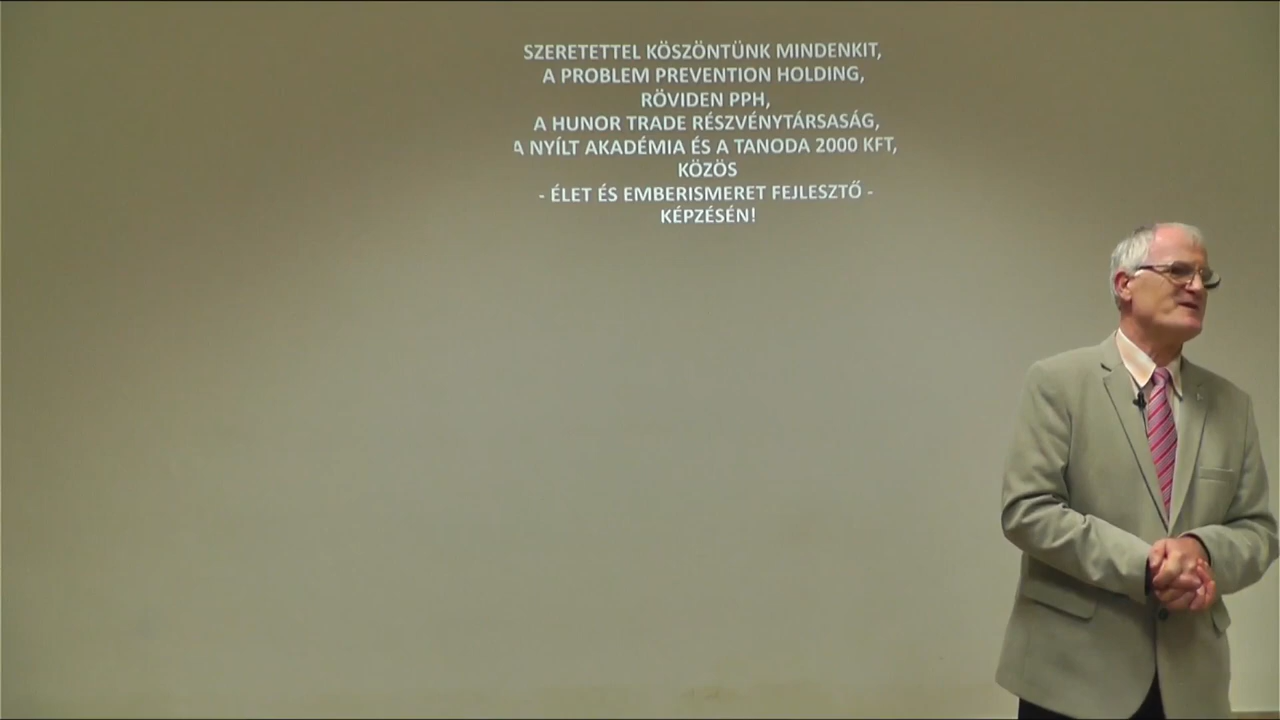 SZERETETTEL KÖSZÖNTÜNK MINDENKIT,
A PROBLEM PREVENTION HOLDING,
RÖVIDEN PPH,
A HUNOR TRADE RÉSZVÉNYTÁRSASÁG,
A NYÍLT AKADÉMIA ÉS A TANODA 2000 KFT,
KÖZÖS
- ÉLET ÉS EMBERISMERET FEJLESZTŐ -
KÉPZÉSÉN!